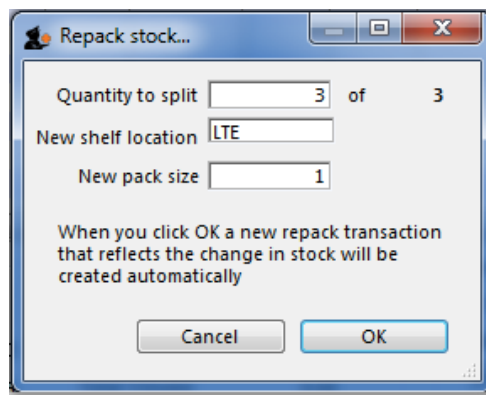 Repack stock...
Quantity to split 3 of 3
New shelf location LTE
New pack size 1
When you click OK a new repack transaction
that reflects the change in stock will be
created automatically
Cancel OK